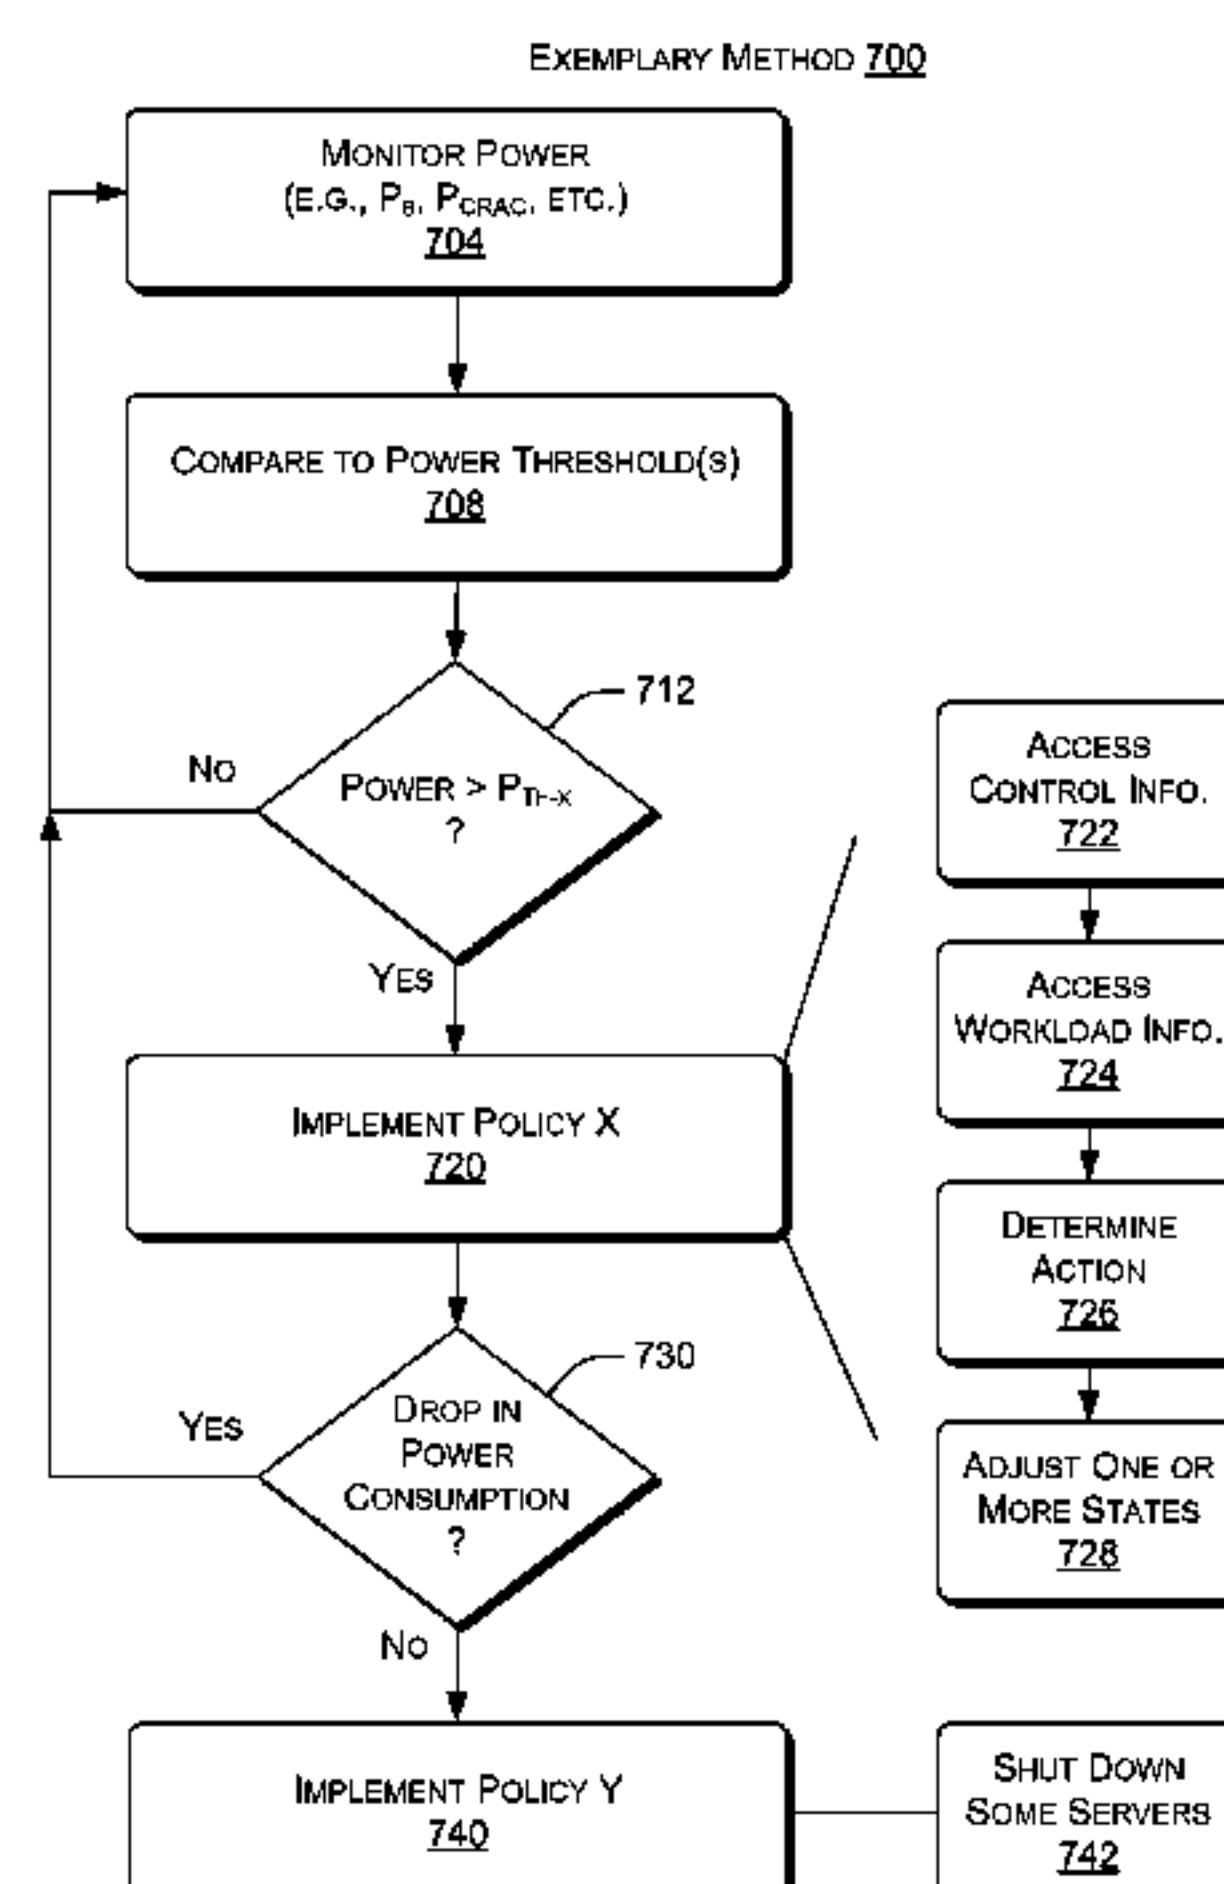 EXEMPLARY METHOD 700
MONITOR POWER
(E.G., PB, PCRAC, ETC.)
704
COMPARE TO POWER THRESHOLD(S)
708
712
NO
POWER > PTH-X
?
YES
IMPLEMENT POLICY X
720
ACCESS
CONTROL INFO.
722
ACCESS
WORKLOAD INFO.
724
DETERMINE
ACTION
726
ADJUST ONE OR
MORE STATES
728
730
YES
DROP IN
POWER
CONSUMPTION
?
NO
IMPLEMENT POLICY Y
740
SHUT DOWN
SOME SERVERS
742